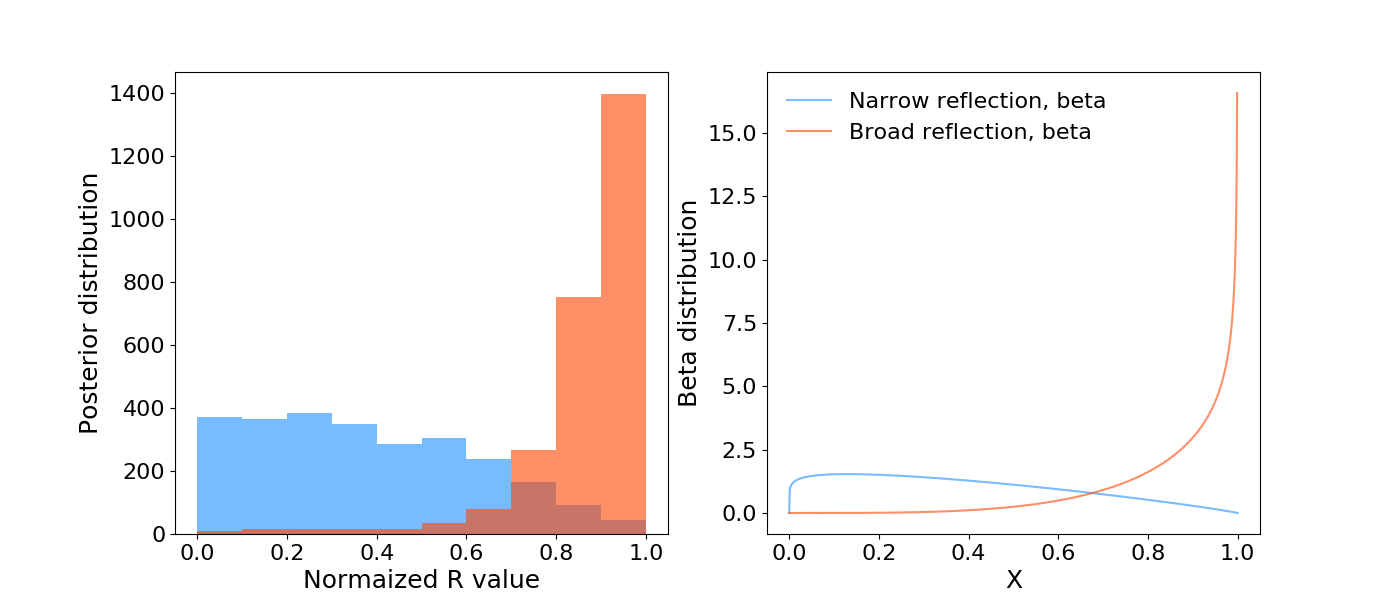 Posterior distribution
1400
1200
1000
800
600
400
200
0
0.0 0.2 0.4 0.6 0.8 1.0
Normaized R value
Beta distribution
15.0
12.5
10.0
7.5
5.0
2.5
0.0
Narrow reflection, beta
Broad reflection, beta
0.0 0.2 0.4 0.6 0.8 1.0
X